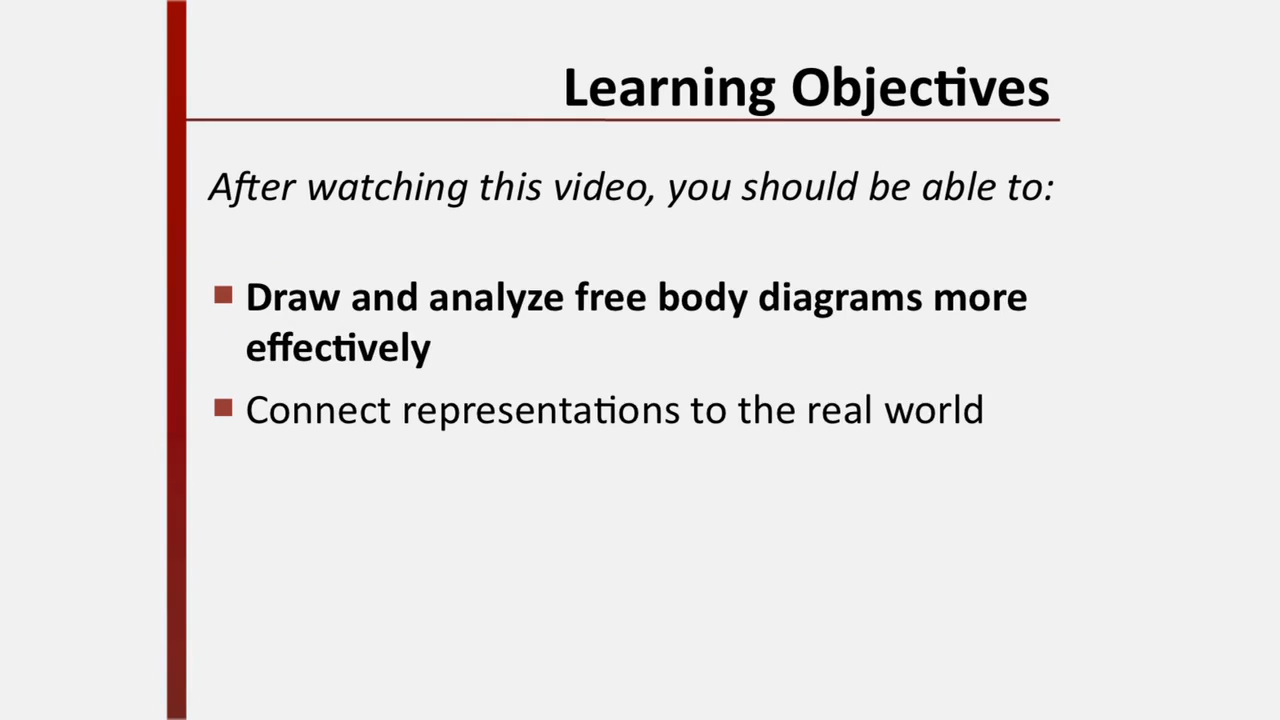 Learning Objectives
After watching this video, you should be able to:
Draw and analyze free body diagrams more
effectively
Connect representations to the real world